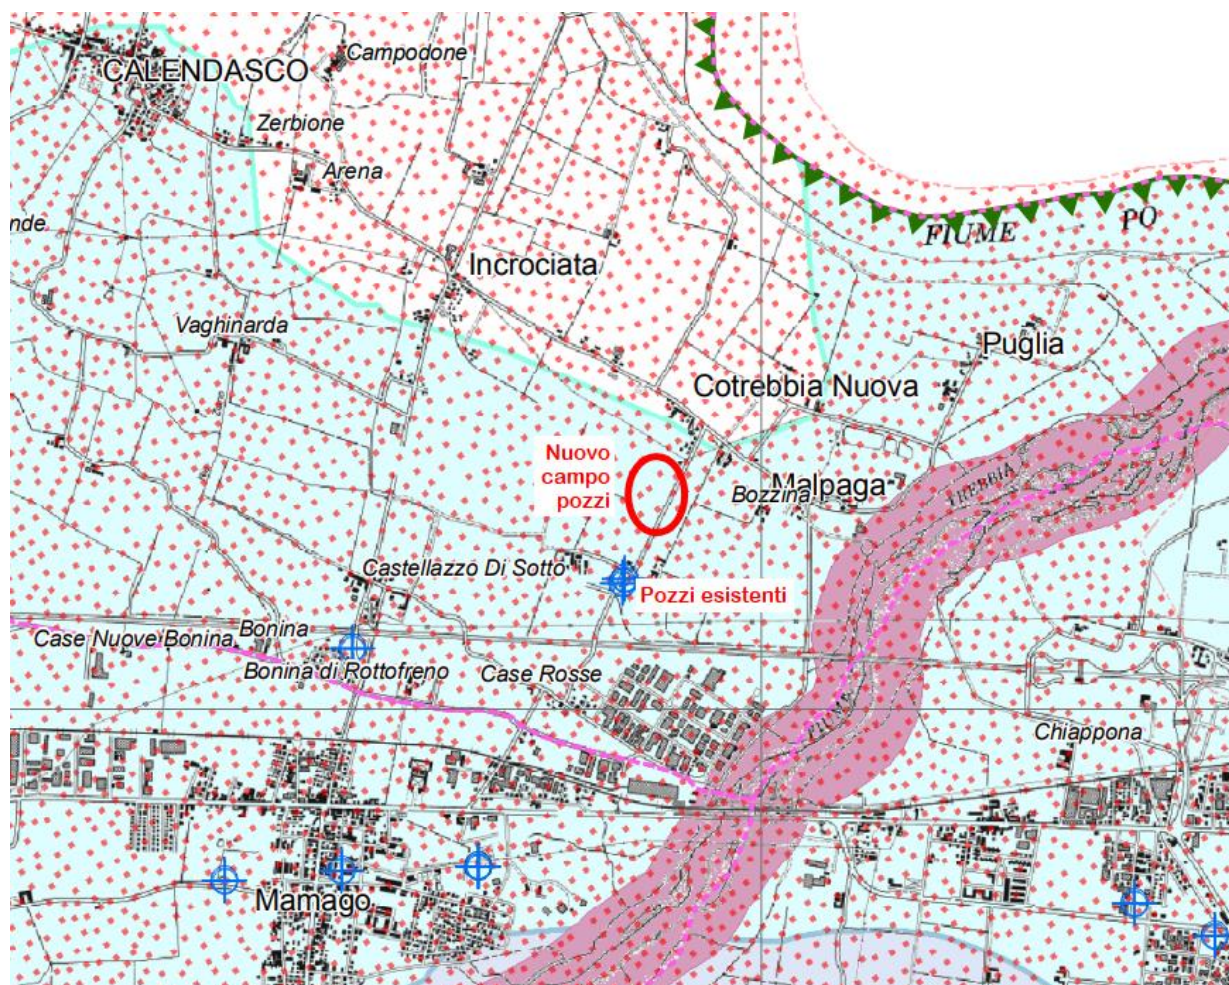 Campodone
CALENDASCO
Zerbione
Arena
nde
FIUME
PO
Incrociata
Vaghinarda
Puglia
Cotrebbia Nuova
Nuovo
campo
pozzi
TREBBIA
Malpaga
Bozzina
Castellazzo Di Sotto
Pozzi esistenti
Case Nuove Bonina
Bonina
Bonina di Rottofreno
Case Rosse
FIUME
Chiappona
Mamago